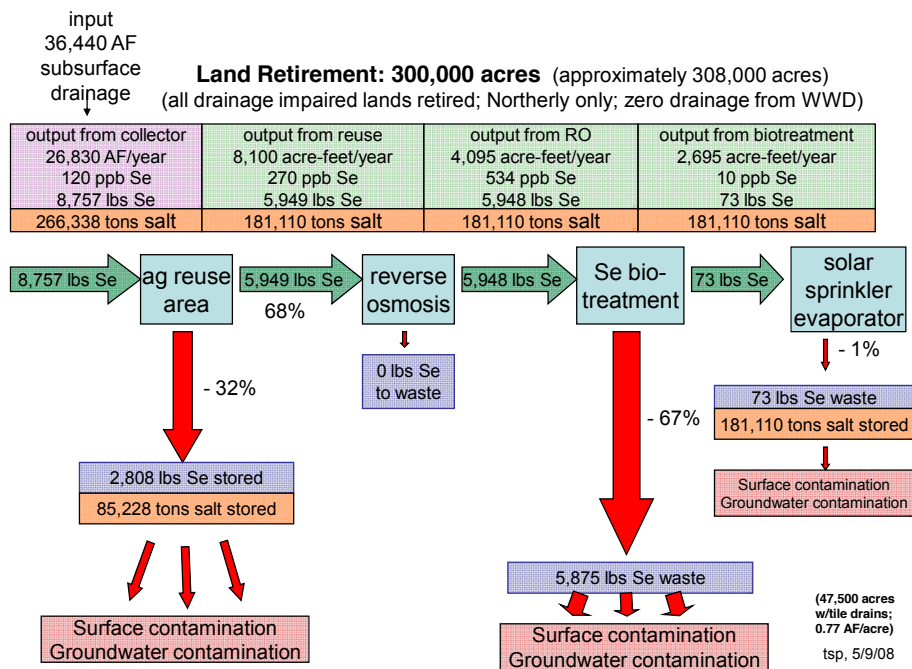 input
36,440 AF
subsurface
drainage
Land Retirement: 300,000 acres (approximately 308,000 acres)
(all drainage impaired lands retired; Northerly only; zero drainage from WWD)
output from collector
26,830 AF/year
120 ppb Se
8,757 lbs Se
266,338 tons salt
output from reuse
8,100 acre-feet/year
270 ppb Se
5,949 lbs Se
181,110 tons salt
output from RO
4,095 acre-feet/year
534 ppb Se
5,948 lbs Se
181,110 tons salt
output from biotreatment
2,695 acre-feet/year
10 ppb Se
73 lbs Se
181,110 tons salt
8,757 lbs Se
ag reuse
area
5,949 lbs Se
68%
reverse
osmosis
5,948 lbs Se
Se bio-
treatment
73 lbs Se
solar
sprinkler
evaporator
- 32%
0 lbs Se
to waste
- 67%
- 1%
73 lbs Se waste
181,110 tons salt stored
Surface contamination
Groundwater contamination
2,808 lbs Se stored
85,228 tons salt stored
Surface contamination
Groundwater contamination
5,875 lbs Se waste
Surface contamination
Groundwater contamination
(47,500 acres
w/tile drains;
0.77 AF/acre)
tsp, 5/9/08